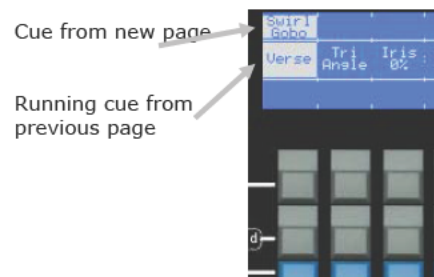 Cue from new page
Running cue from
previous page
Swirl
Gobo
Verse
Tri
Angle
Iris
0%
d